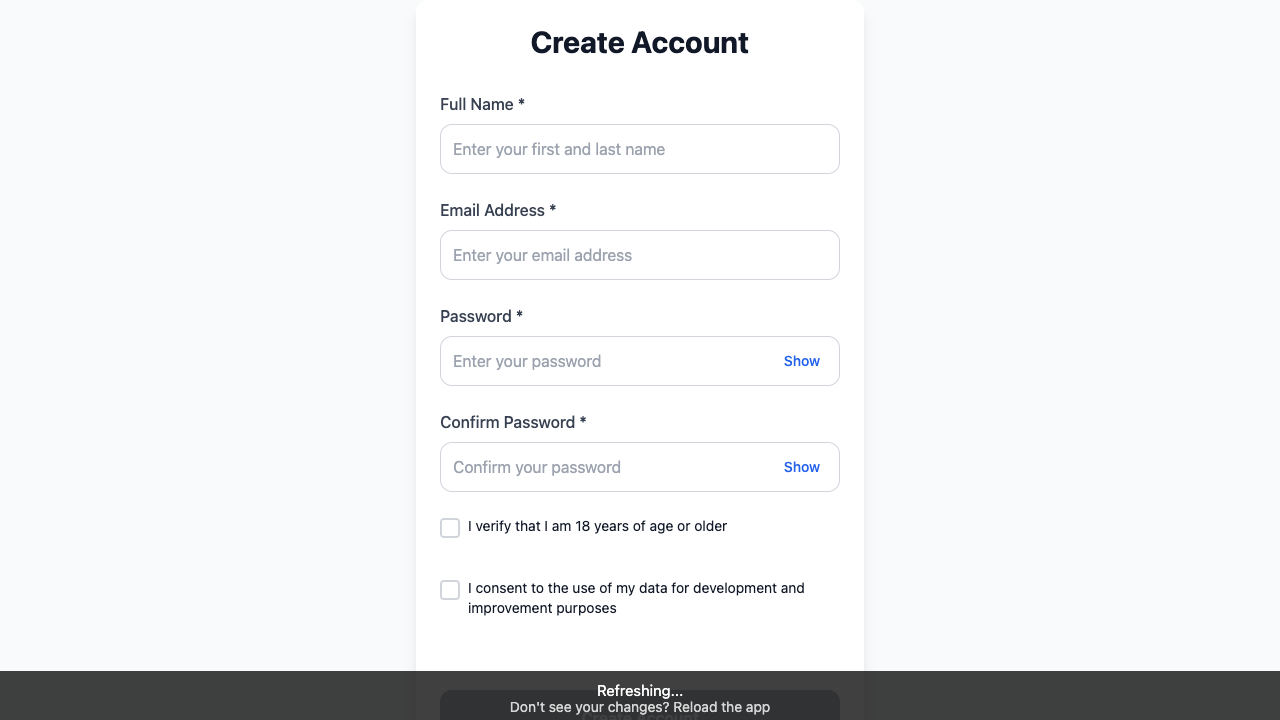 Create Account
Full Name *
Enter your first and last name
Email Address *
Enter your email address
Password *
Enter your password
Show
Confirm Password *
Confirm your password
Show
I verify that I am 18 years of age or older
I consent to the use of my data for development and
improvement purposes
Refreshing...
Don't see your changes? Reload the app
Create Account